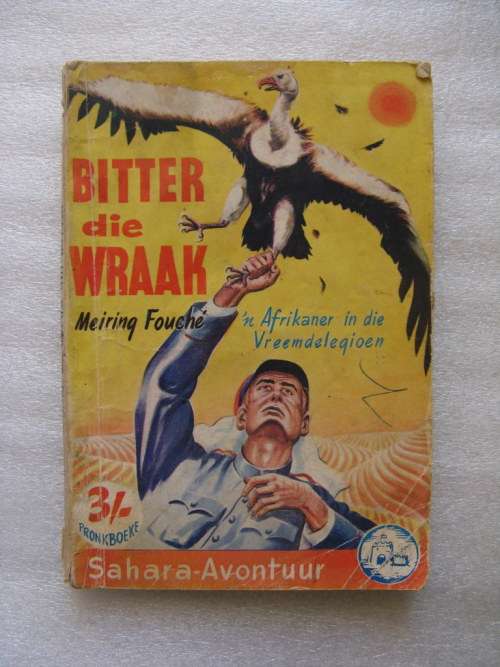 BITTER
die
WRAAK
Meiring Fouché
'n Afrikaner in die
Vreemdelegioen
3/-
PRONKBOEKE
Sahara-Avontuur